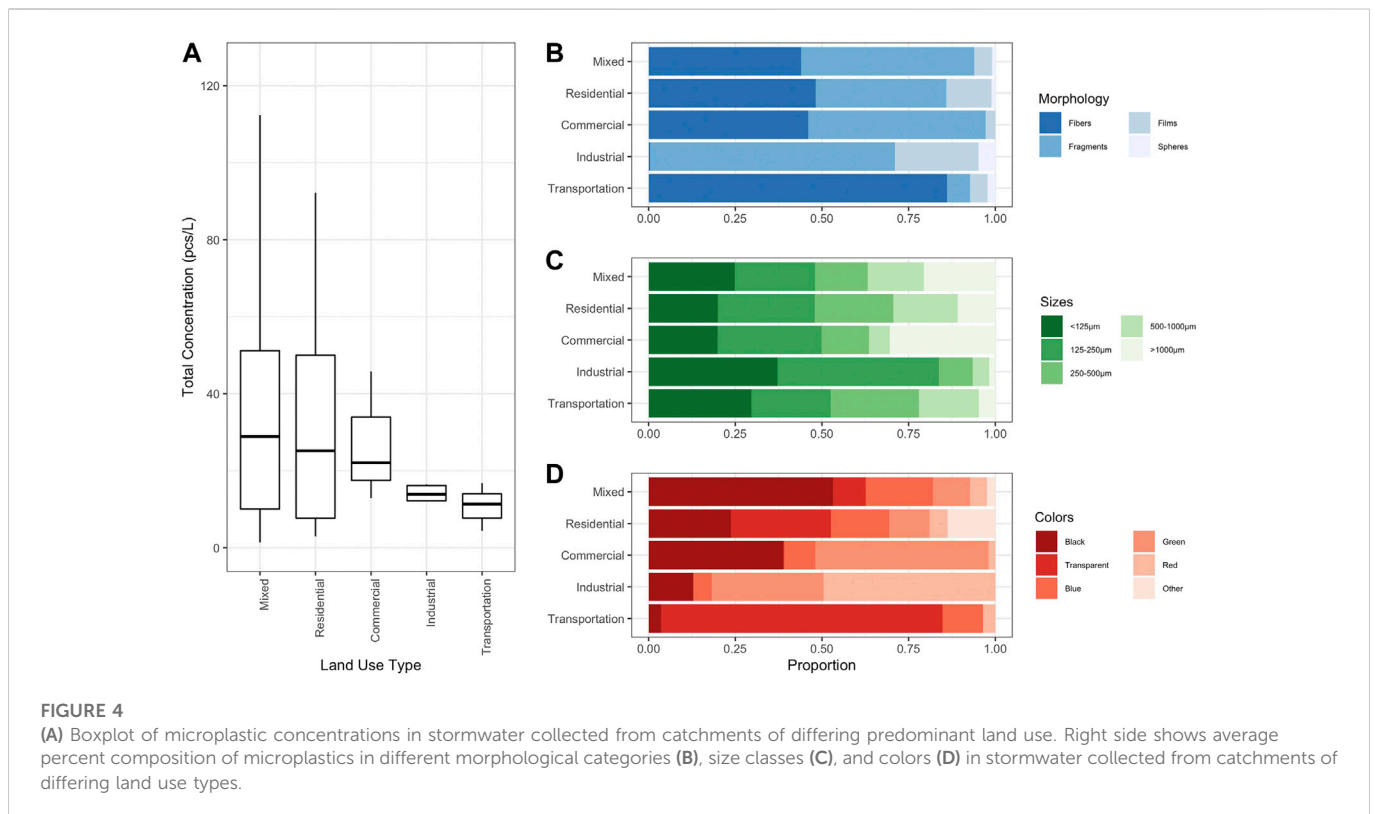 A
120
80
40
0
Total Concentration (pcs/L)
Mixed
Residential
Commercial
Industrial
Transportation
Land Use Type
B
Mixed
Residential
Commercial
Industrial
Transportation
0.00 0.25 0.50 0.75 1.00
Morphology
Fibers Films
Fragments Spheres
C
Mixed
Residential
Commercial
Industrial
Transportation
0.00 0.25 0.50 0.75 1.00
Sizes
<125µm 500-1000µm
125-250µm >1000µm
250-500µm
D
Mixed
Residential
Commercial
Industrial
Transportation
0.00 0.25 0.50 0.75 1.00
Proportion
Colors
Black Green
Transparent Red
Blue Other
FIGURE 4
(A) Boxplot of microplastic concentrations in stormwater collected from catchments of differing predominant land use. Right side shows average
percent composition of microplastics in different morphological categories (B), size classes (C), and colors (D) in stormwater collected from catchments of
differing land use types.